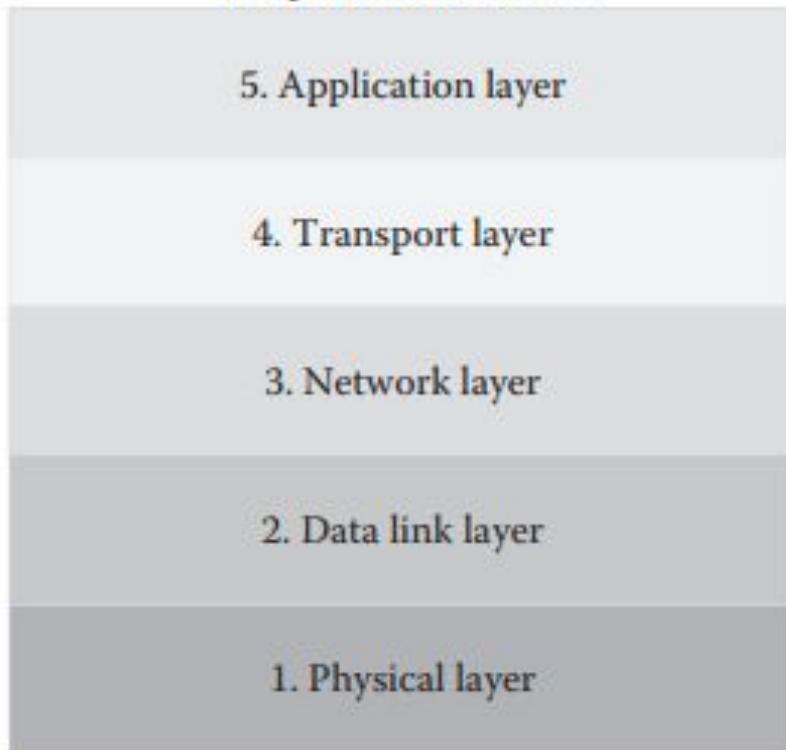 5. Application layer
4. Transport layer
3. Network layer
2. Data link layer
1. Physical layer